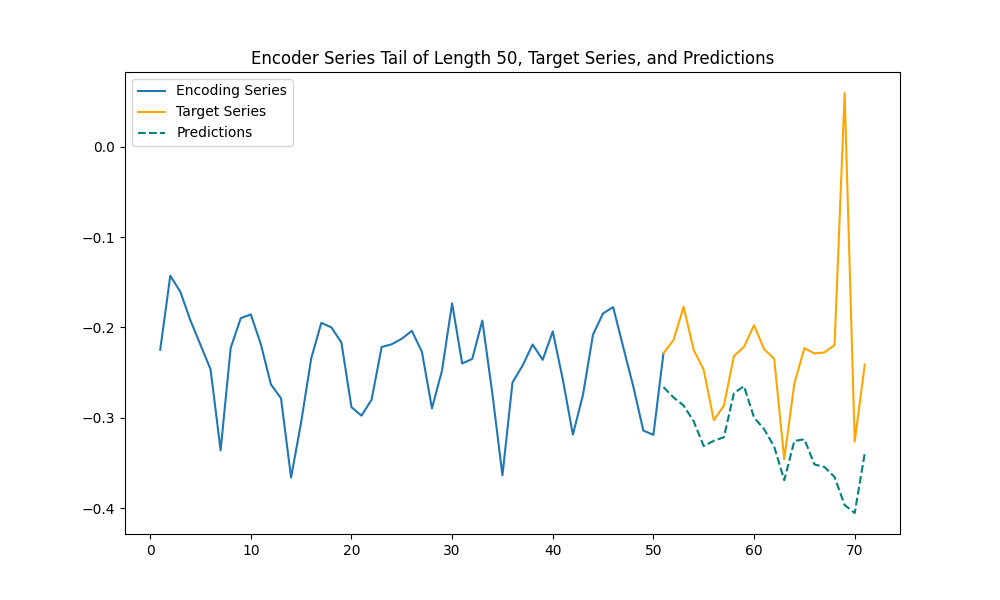 Encoder Series Tail of Length 50, Target Series, and Predictions
Encoding Series
Target Series
Predictions
0.0
−0.1
−0.2
−0.3
−0.4
0 10 20 30 40 50 60 70